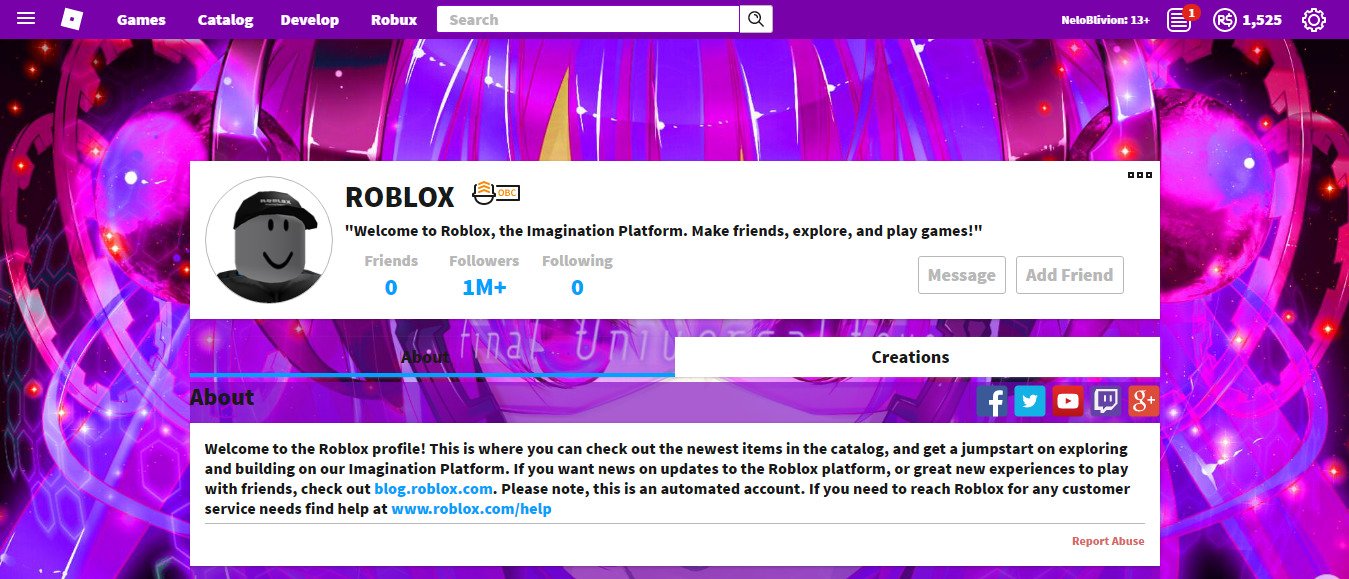 Games Catalog Develop Robux Search NeloBlivion: 13+ 1 R$ 1,525
ROBLOX
ROBLOX OBC
"Welcome to Roblox, the Imagination Platform. Make friends, explore, and play games!"
Friends Followers Following
0 1M+ 0
Message Add Friend
final Universal
About Creations
About
f g+
Welcome to the Roblox profile! This is where you can check out the newest items in the catalog, and get a jumpstart on exploring
and building on our Imagination Platform. If you want news on updates to the Roblox platform, or great new experiences to play
with friends, check out blog.roblox.com. Please note, this is an automated account. If you need to reach Roblox for any customer
service needs find help at www.roblox.com/help
Report Abuse